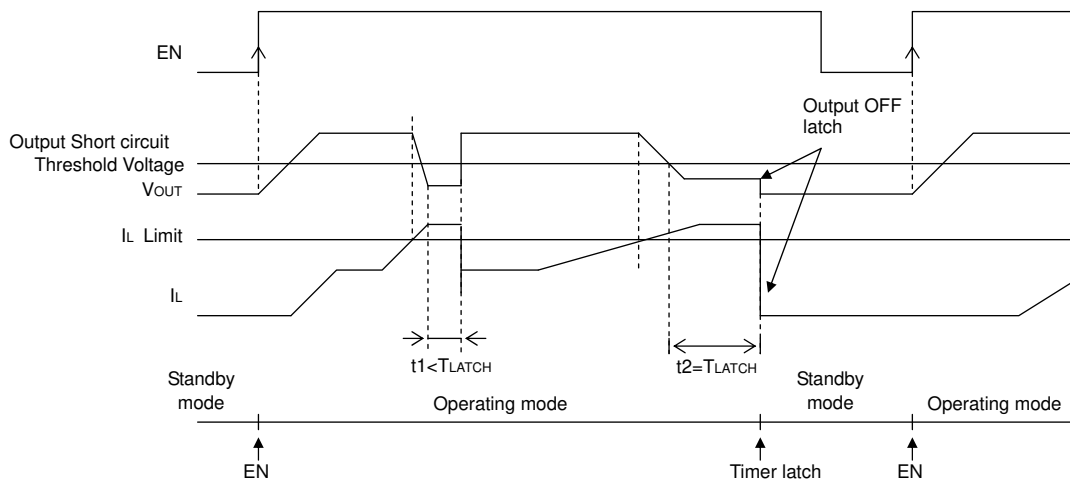 EN
Output OFF
latch
Output Short circuit
Threshold Voltage
VOUT
IL Limit
IL
t1<TLATCH
t2=TLATCH
Standby
mode
Operating mode
Standby
mode
Operating mode
EN
Timer latch
EN